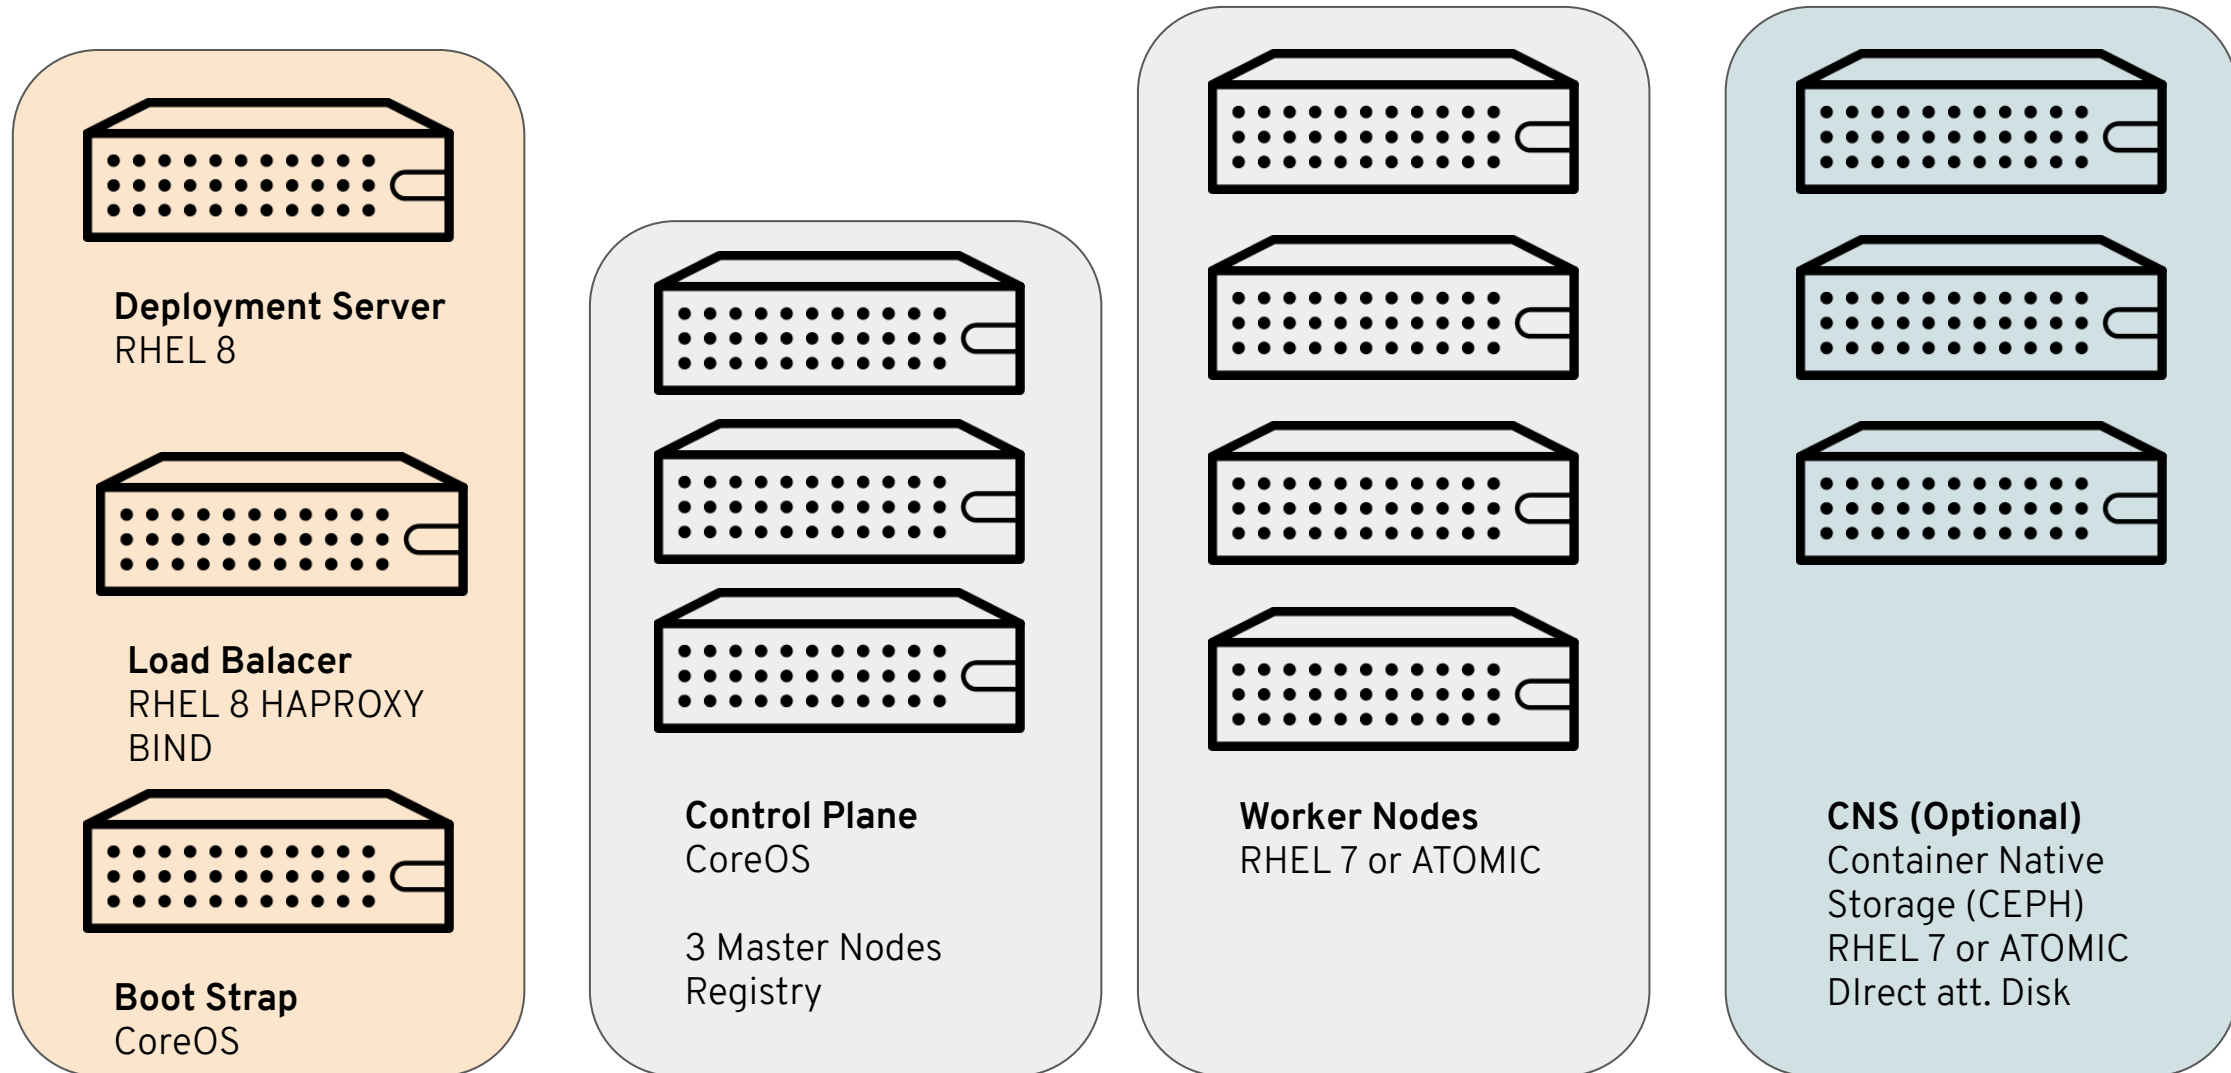 Deployment Server
RHEL 8
Load Balacer
RHEL 8 HAPROXY
BIND
Boot Strap
CoreOS
Control Plane
CoreOS
3 Master Nodes
Registry
Worker Nodes
RHEL 7 or ATOMIC
CNS (Optional)
Container Native
Storage (CEPH)
RHEL 7 or ATOMIC
DIrect att. Disk